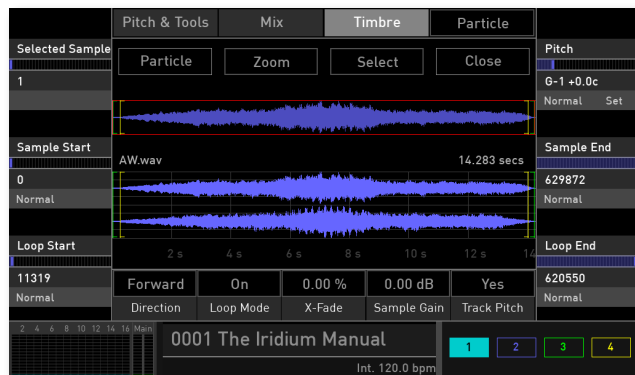 Pitch & Tools Mix Timbre Particle
Selected Sample
1
Particle Zoom Select Close
Pitch
G-1 +0.0c
Normal Set
Sample Start
0
Normal
AW.wav 14.283 secs
Sample End
629872
Normal
Loop Start
11319
Normal
2 s 4 s 6 s 8 s 10 s 12 s 14
Loop End
620550
Normal
Forward On 0.00 % 0.00 dB Yes
Direction Loop Mode X-Fade Sample Gain Track Pitch
2 4 6 8 10 12 14 16 Main
0001 The Iridium Manual
Int. 120.0 bpm
1 2 3 4